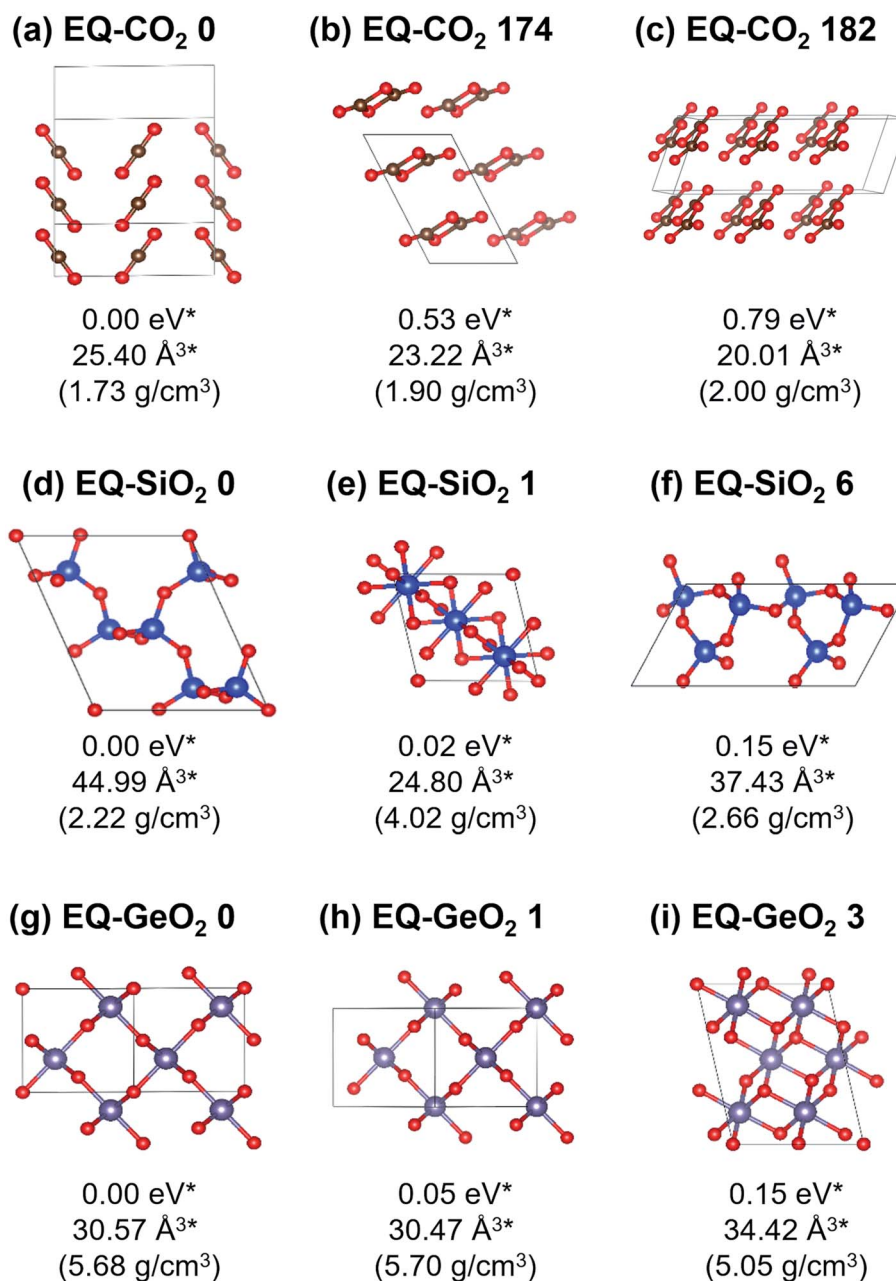 (a) EQ-CO₂ 0 (b) EQ-CO₂ 174 (c) EQ-CO₂ 182
0.00 eV* 0.53 eV* 0.79 eV*
25.40 Å³* 23.22 Å³* 20.01 Å³*
(1.73 g/cm³) (1.90 g/cm³) (2.00 g/cm³)
(d) EQ-SiO₂ 0 (e) EQ-SiO₂ 1 (f) EQ-SiO₂ 6
0.00 eV* 0.02 eV* 0.15 eV*
44.99 Å³* 24.80 Å³* 37.43 Å³*
(2.22 g/cm³) (4.02 g/cm³) (2.66 g/cm³)
(g) EQ-GeO₂ 0 (h) EQ-GeO₂ 1 (i) EQ-GeO₂ 3
0.00 eV* 0.05 eV* 0.15 eV*
30.57 Å³* 30.47 Å³* 34.42 Å³*
(5.68 g/cm³) (5.70 g/cm³) (5.05 g/cm³)